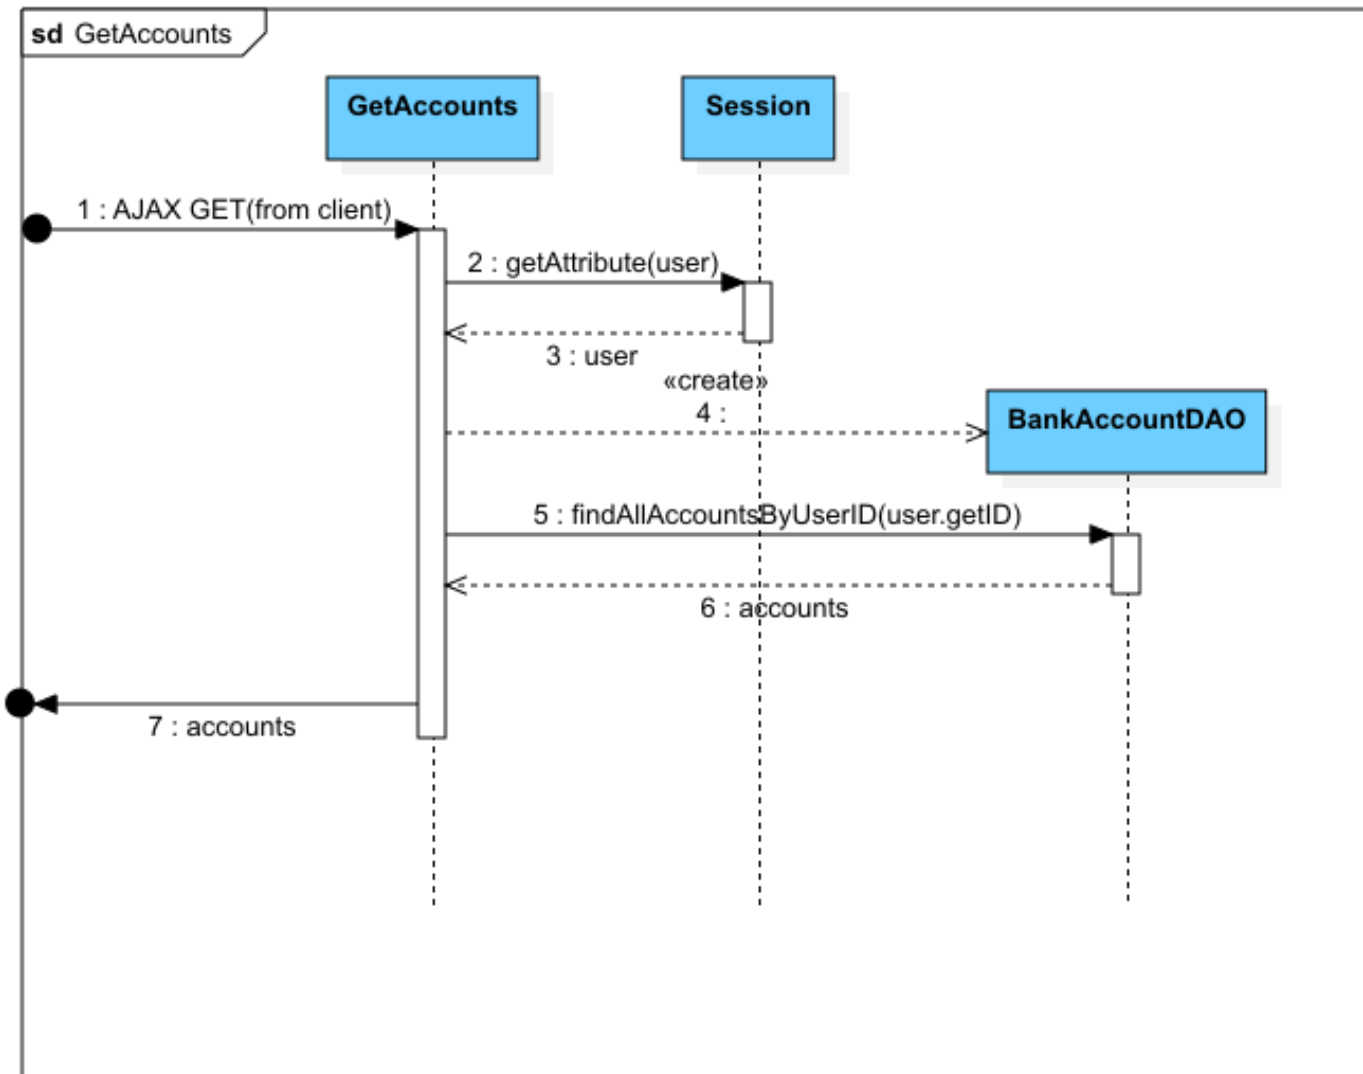 sd GetAccounts
GetAccounts
Session
1 : AJAX GET(from client)
2 : getAttribute(user)
3 : user
«create»
4 :
BankAccountDAO
5 : findAllAccountsByUserID(user.getID)
6 : accounts
7 : accounts